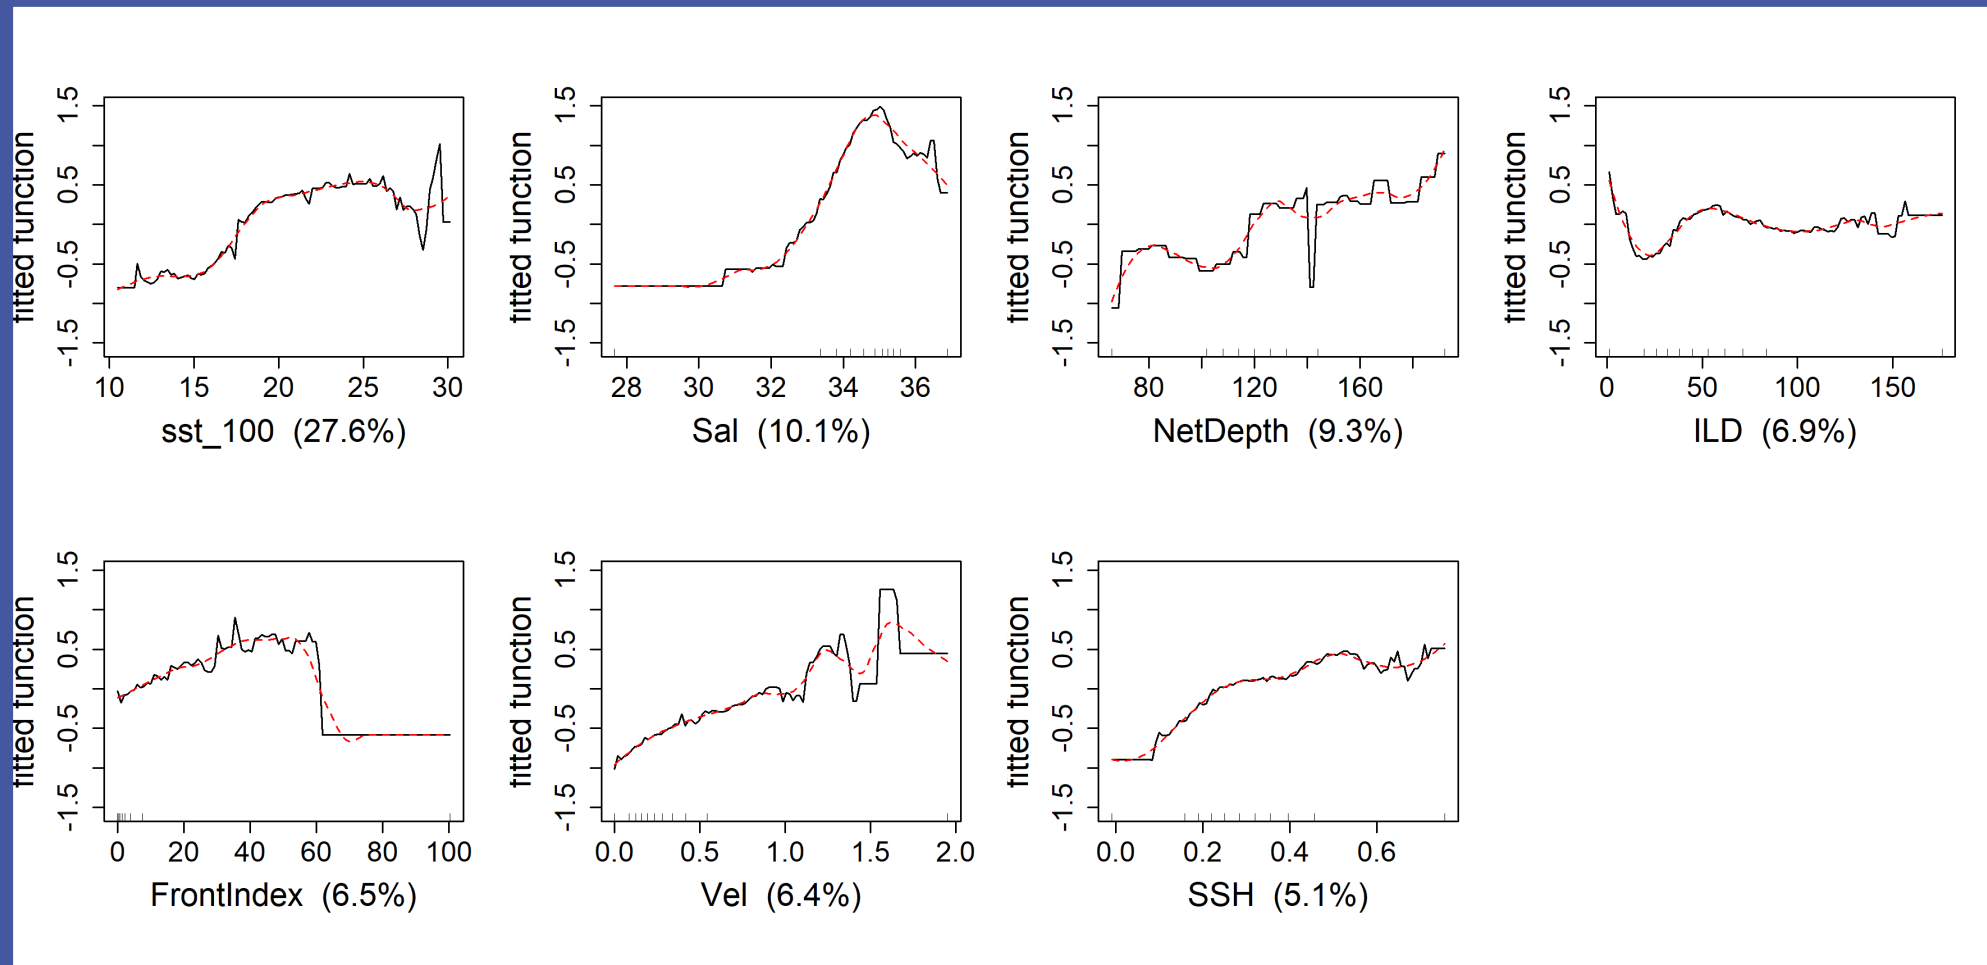 fitted function
1.5
0.5
-0.5
-1.5
10 15 20 25 30
sst_100 (27.6%)
fitted function
1.5
0.5
-0.5
-1.5
28 30 32 34 36
Sal (10.1%)
fitted function
1.5
0.5
-0.5
-1.5
80 120 160
NetDepth (9.3%)
fitted function
1.5
0.5
-0.5
-1.5
0 50 100 150
ILD (6.9%)
fitted function
1.5
0.5
-0.5
-1.5
0 20 40 60 80 100
FrontIndex (6.5%)
fitted function
1.5
0.5
-0.5
-1.5
0.0 0.5 1.0 1.5 2.0
Vel (6.4%)
fitted function
1.5
0.5
-0.5
-1.5
0.0 0.2 0.4 0.6
SSH (5.1%)